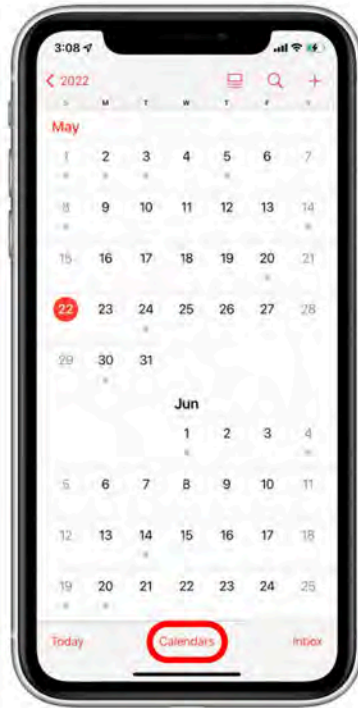 3:08
2022
S M T W T F S
May
1 2 3 4 5 6 7
8 9 10 11 12 13 14
15 16 17 18 19 20 21
22 23 24 25 26 27 28
29 30 31
Jun
1 2 3 4
5 6 7 8 9 10 11
12 13 14 15 16 17 18
19 20 21 22 23 24 25
Today Calendars Inbox